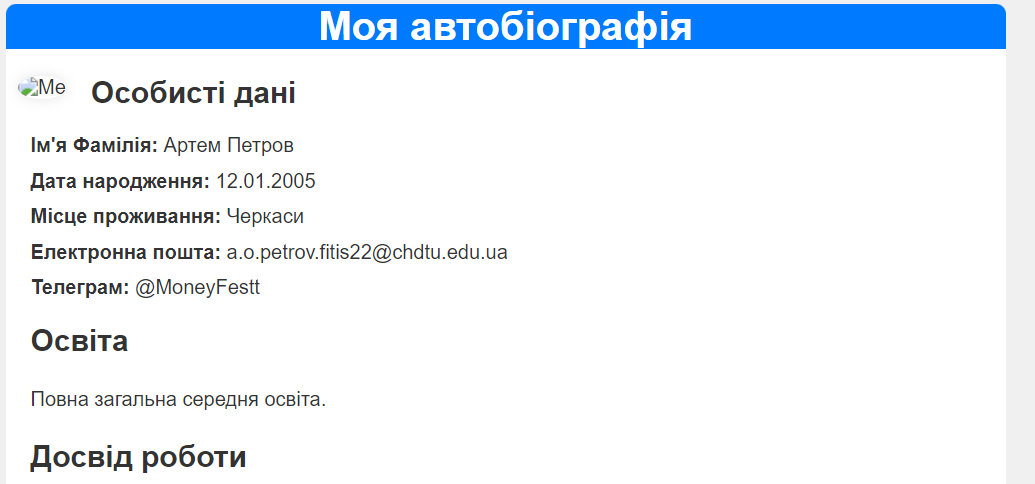 Моя автобіографія
Me
Особисті дані
Ім'я Фамілія: Артем Петров
Дата народження: 12.01.2005
Місце проживання: Черкаси
Електронна пошта: a.o.petrov.fitis22@chdtu.edu.ua
Телеграм: @MoneyFestt
Освіта
Повна загальна середня освіта.
Досвід роботи